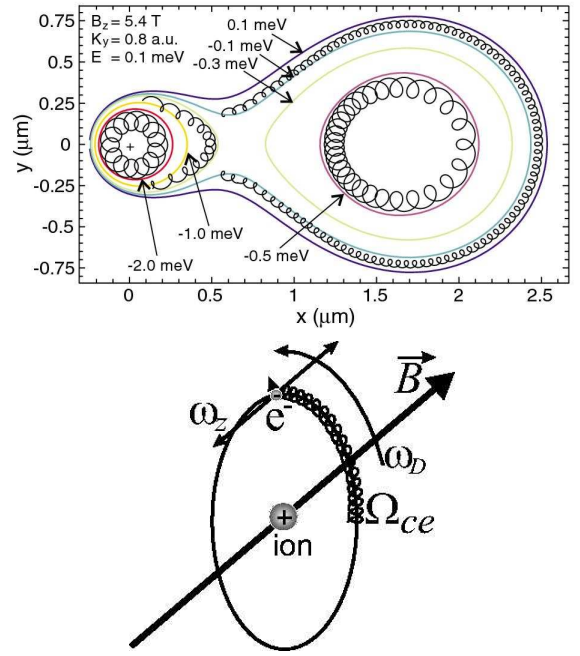 B_z = 5.4 T
K_y = 0.8 a.u.
E = 0.1 meV
0.1 meV
-0.1 meV
-0.3 meV
-1.0 meV
-2.0 meV
-0.5 meV
+
y (μm)
0.75
0.5
0.25
0
-0.25
-0.5
-0.75
0 0.5 1 1.5 2 2.5
x (μm)
B
ω_z
e⁻
-
ω_D
Ω_ce
+
ion